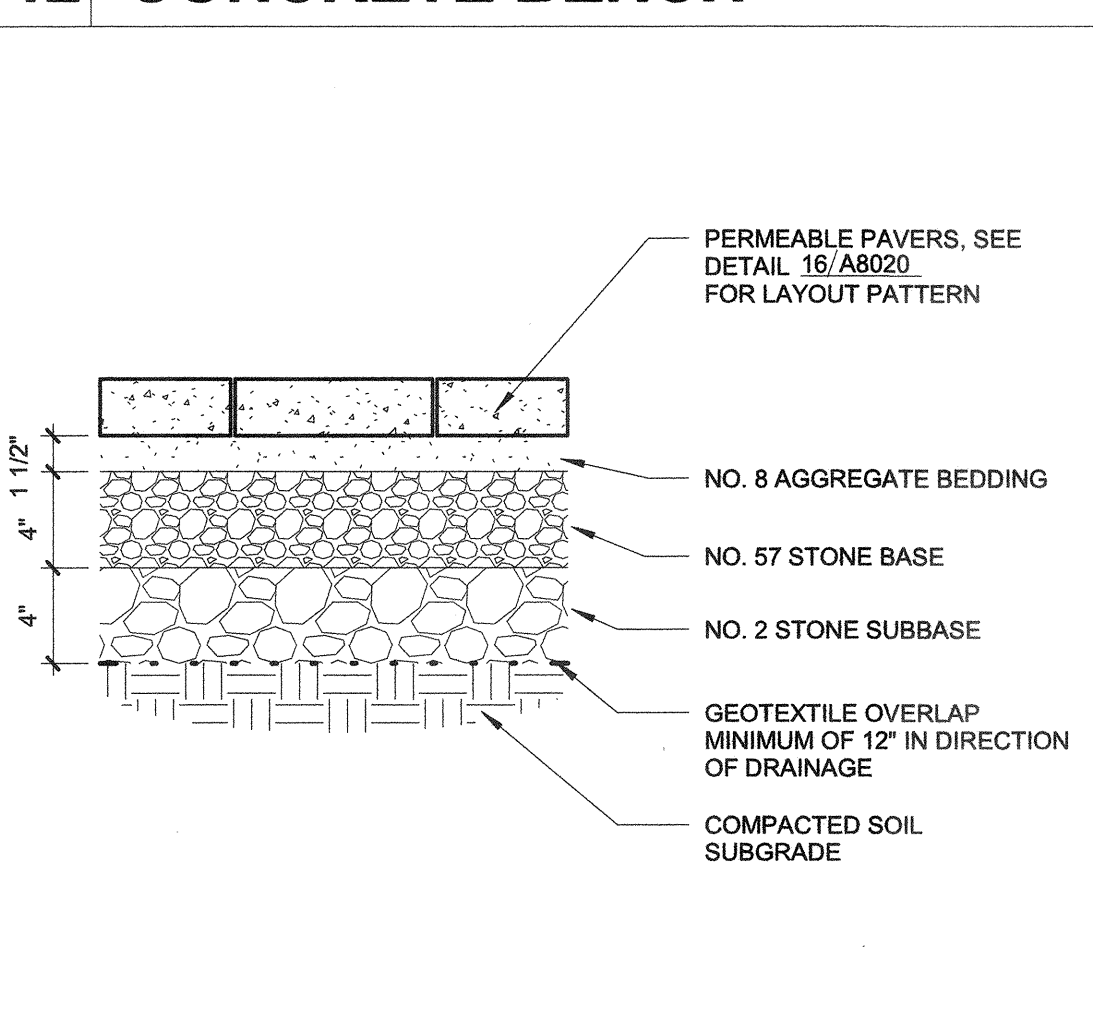 PERMEABLE PAVERS, SEE
DETAIL 16/A8020
FOR LAYOUT PATTERN
1 1/2"
NO. 8 AGGREGATE BEDDING
4"
NO. 57 STONE BASE
4"
NO. 2 STONE SUBBASE
GEOTEXTILE OVERLAP
MINIMUM OF 12" IN DIRECTION
OF DRAINAGE
COMPACTED SOIL
SUBGRADE